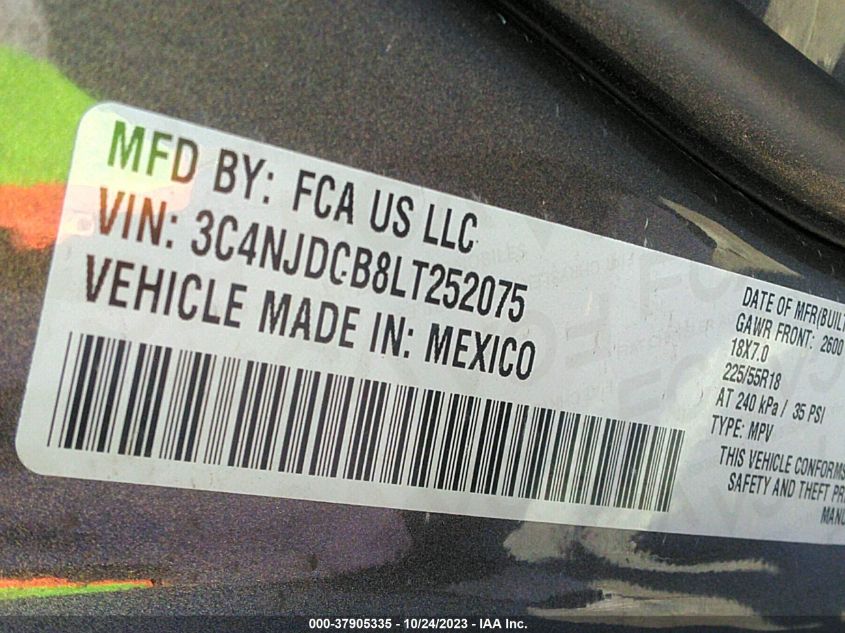 MFD BY: FCA US LLC
VIN: 3C4NJDCB8LT252075
VEHICLE MADE IN: MEXICO
DATE OF MFR(BUILT
GAWR FRONT: 2600
18X7.0
225/55R18
AT 240 kPa / 35 PSI
TYPE: MPV
THIS VEHICLE CONFORMS
SAFETY AND THEFT PR
MANU
000-37905335 - 10/24/2023 - IAA Inc.